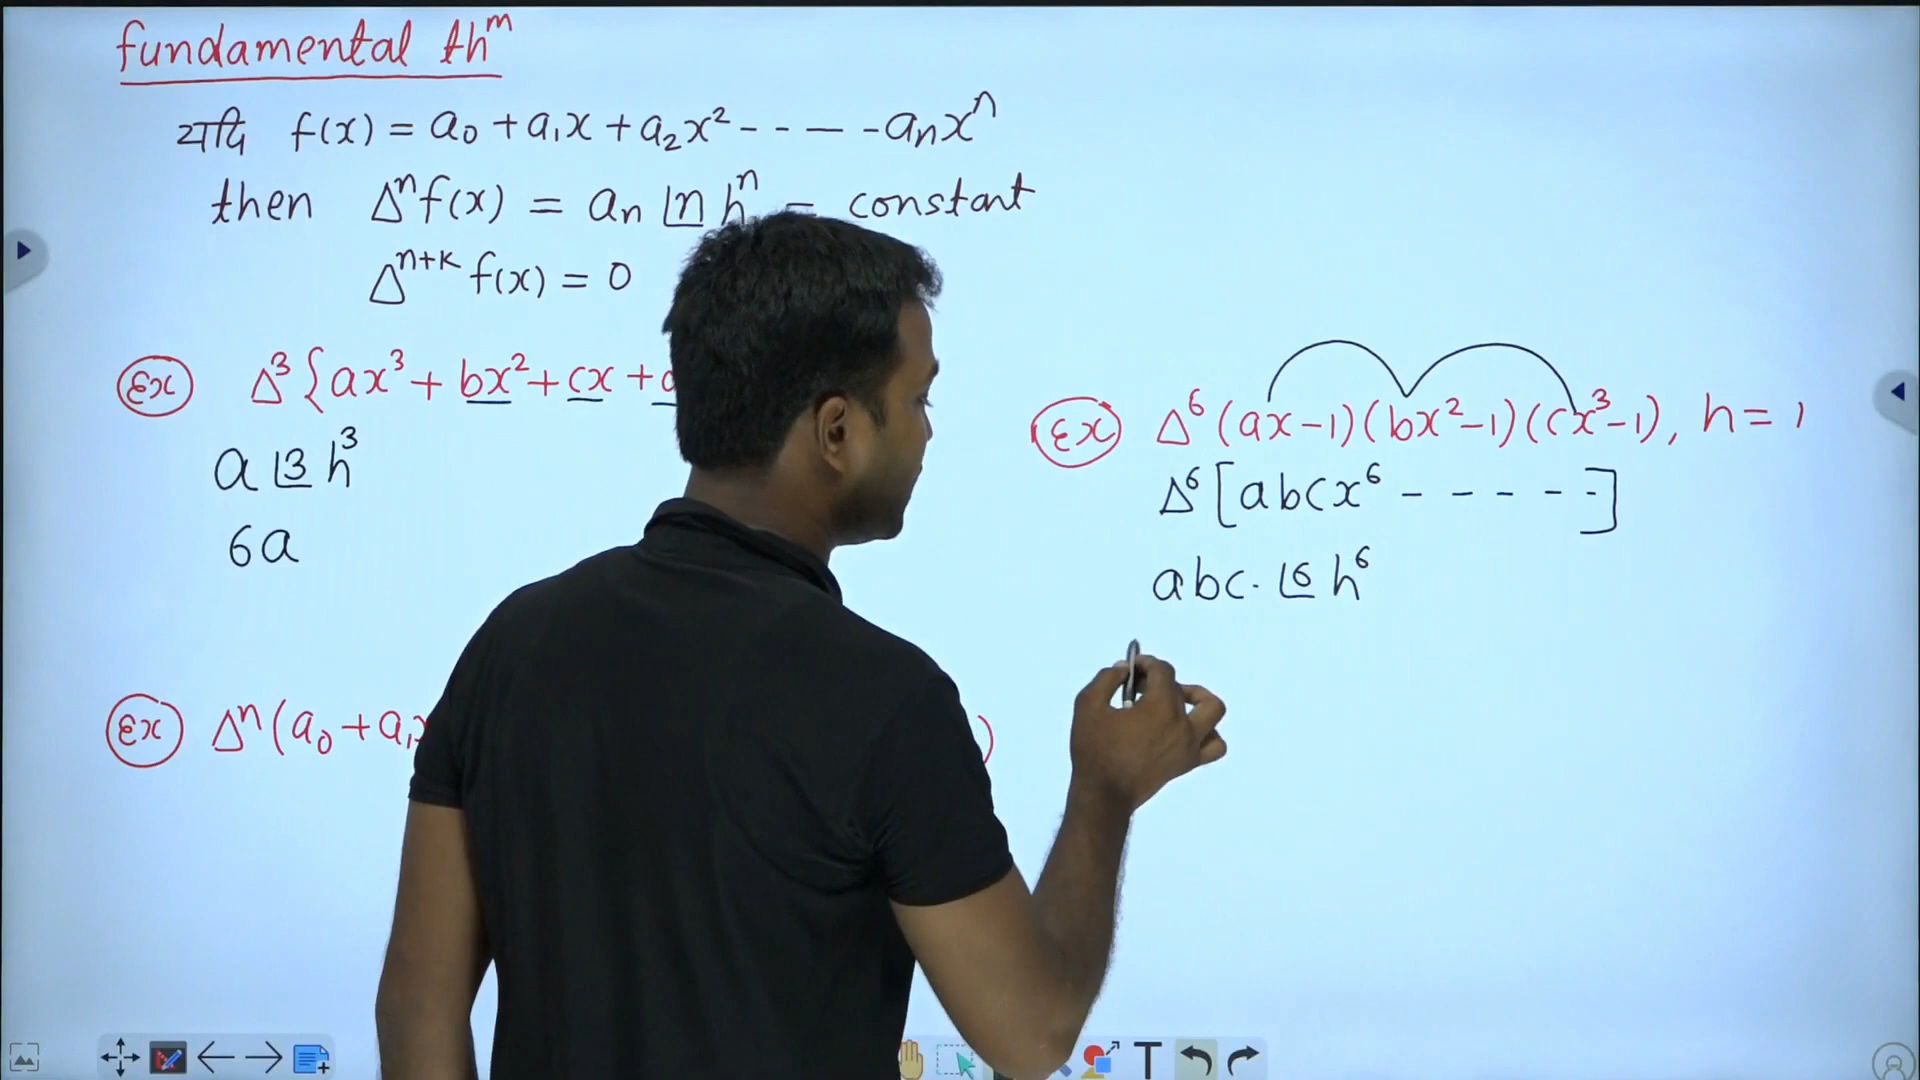 fundamental thᵐ
यदि f(x) = a₀ + a₁x + a₂x² - - - - - aₙxⁿ
then Δⁿf(x) = aₙ ⌊n hⁿ = constant
Δⁿ⁺ᴷ f(x) = 0
Ex Δ³ {ax³ + bx² + cx +
a ⌊3 h³
6a
Ex Δⁿ(a₀ + a₁ )
Ex Δ⁶ (ax-1)(bx²-1)(cx³-1), h = 1
Δ⁶ [abcx⁶ - - - - -]
abc. ⌊6 h⁶
T